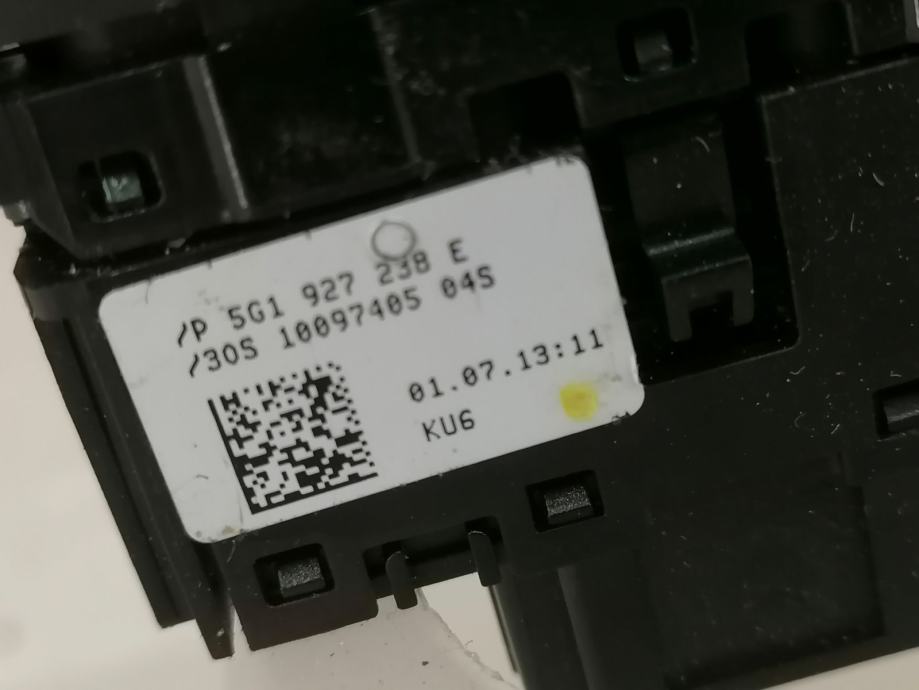 /P 5G1 927 238 E
/30S 10097405 04S
01.07.13:11
KU6